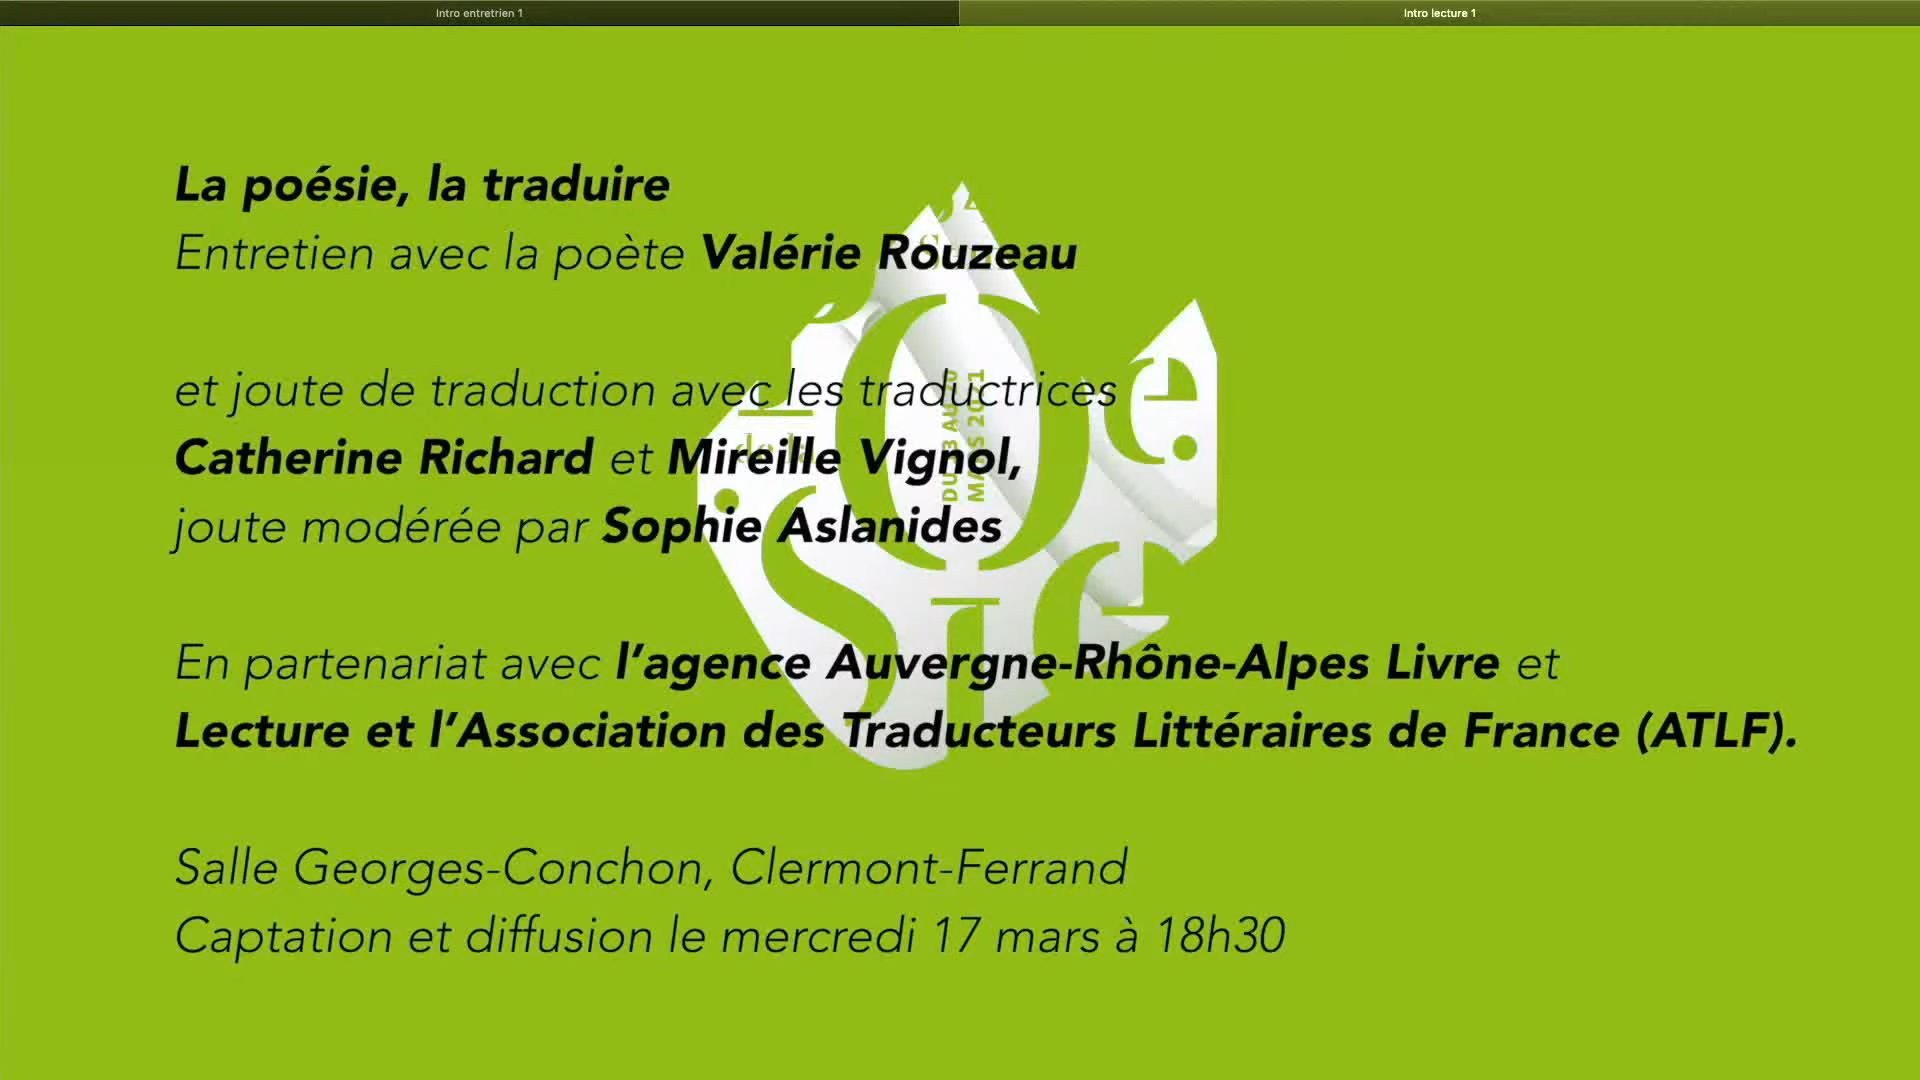 Intro entretrien 1
Intro lecture 1
La poésie, la traduire
Entretien avec la poète Valérie Rouzeau
et joute de traduction avec les traductrices
Catherine Richard et Mireille Vignol,
joute modérée par Sophie Aslanides
En partenariat avec l’agence Auvergne-Rhône-Alpes Livre et
Lecture et l’Association des Traducteurs Littéraires de France (ATLF).
Salle Georges-Conchon, Clermont-Ferrand
Captation et diffusion le mercredi 17 mars à 18h30
MARS 2021